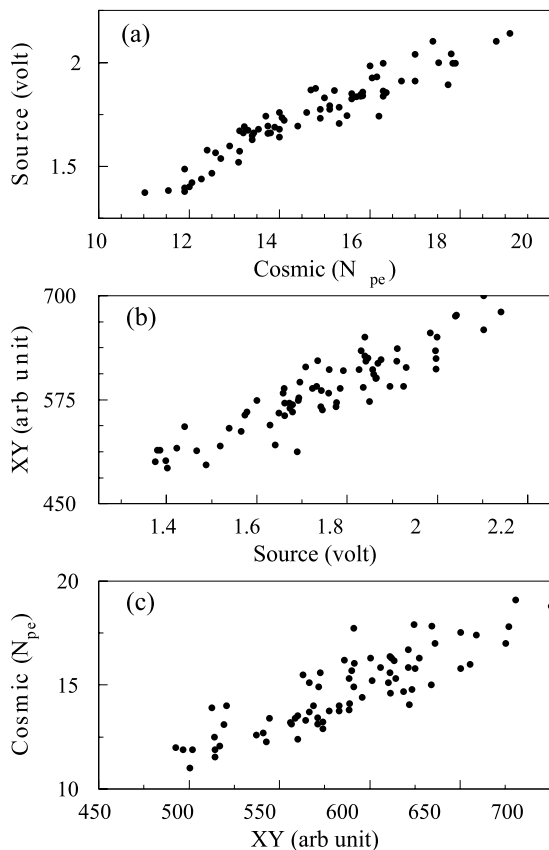 (a)
Source (volt)
2
1.5
10 12 14 16 18 20
Cosmic (N pe)
(b)
XY (arb unit)
700
575
450
1.4 1.6 1.8 2 2.2
Source (volt)
(c)
Cosmic (Npe)
20
15
10
450 500 550 600 650 700
XY (arb unit)